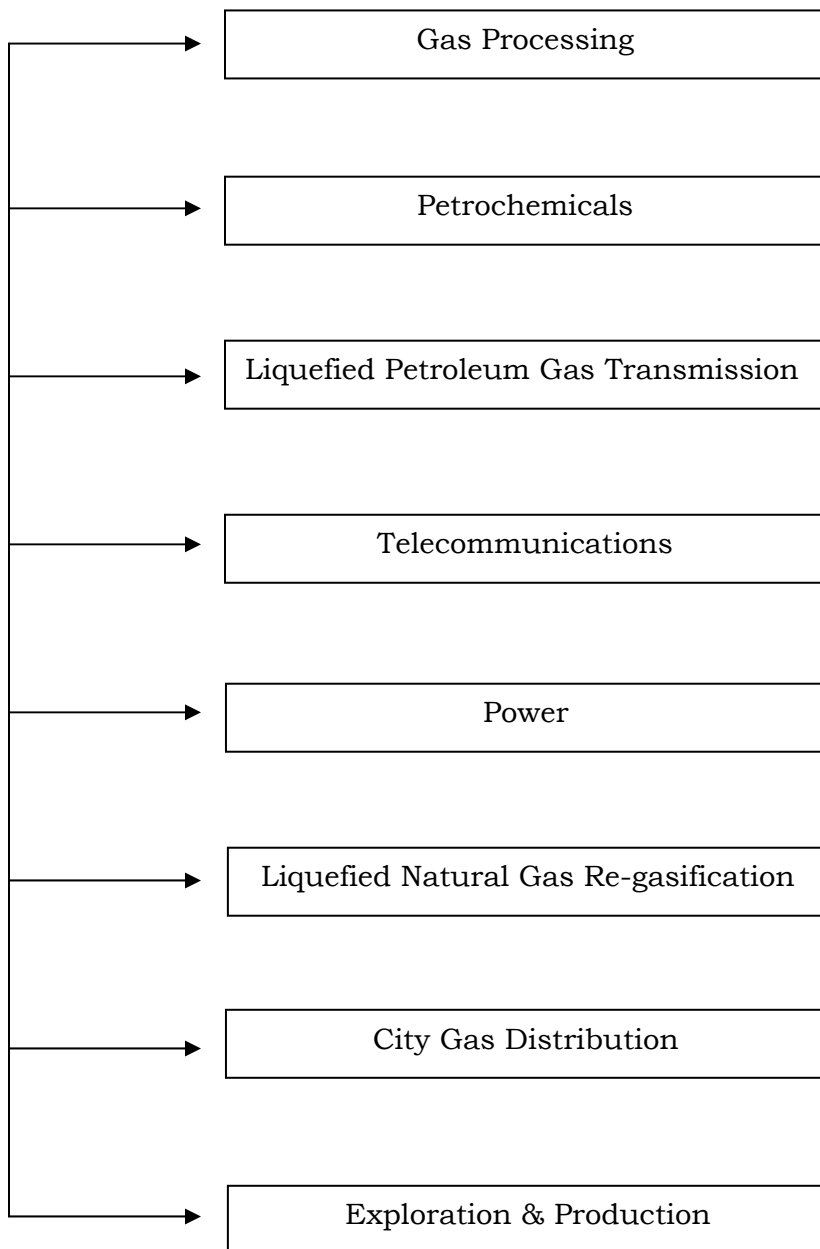 Gas Processing
Petrochemicals
Liquefied Petroleum Gas Transmission
Telecommunications
Power
Liquefied Natural Gas Re-gasification
City Gas Distribution
Exploration & Production